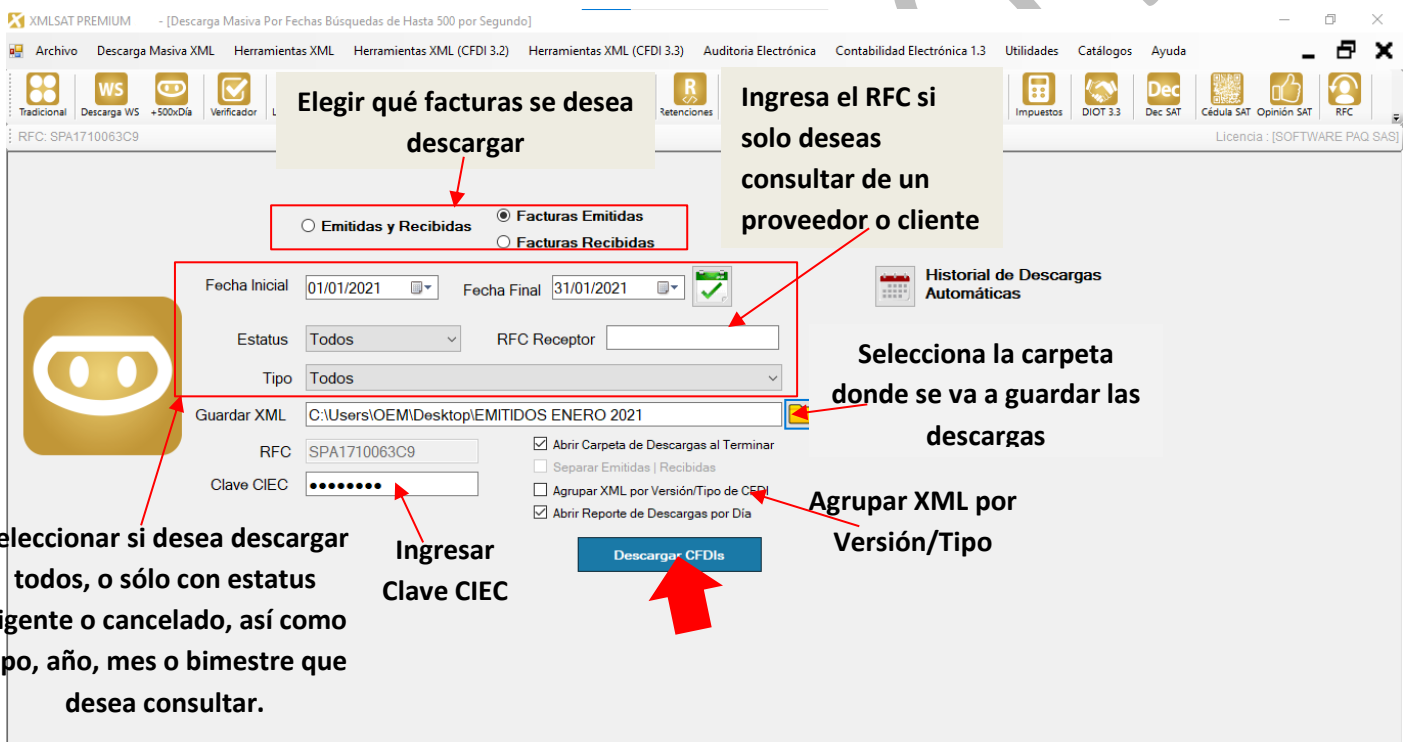 XMLSAT PREMIUM - [Descarga Masiva Por Fechas Búsquedas de Hasta 500 por Segundo]
Archivo Descarga Masiva XML Herramientas XML Herramientas XML (CFDI 3.2) Herramientas XML (CFDI 3.3) Auditoria Electrónica Contabilidad Electrónica 1.3 Utilidades Catálogos Ayuda
WS R Dec
Tradicional Descarga WS +500xDía Verificador L Retenciones Impuestos DIOT 3.3 Dec SAT Cédula SAT Opinión SAT RFC
RFC: SPA1710063C9 Licencia : [SOFTWARE PAQ SAS]
Elegir qué facturas se desea
descargar
Ingresa el RFC si
solo deseas
consultar de un
proveedor o cliente
Emitidas y Recibidas
Facturas Emitidas
Facturas Recibidas
Fecha Inicial 01/01/2021 Fecha Final 31/01/2021
Historial de Descargas
Automáticas
Estatus Todos RFC Receptor
Tipo Todos
Selecciona la carpeta
donde se va a guardar las
descargas
Guardar XML C:\Users\OEM\Desktop\EMITIDOS ENERO 2021
RFC SPA1710063C9
Clave CIEC ●●●●●●●●
Abrir Carpeta de Descargas al Terminar
Separar Emitidas | Recibidas
Agrupar XML por Versión/Tipo de CFDI
Abrir Reporte de Descargas por Día
Agrupar XML por
Versión/Tipo
Descargar CFDIs
Ingresar
Clave CIEC
eleccionar si desea descargar
todos, o sólo con estatus
igente o cancelado, así como
po, año, mes o bimestre que
desea consultar.